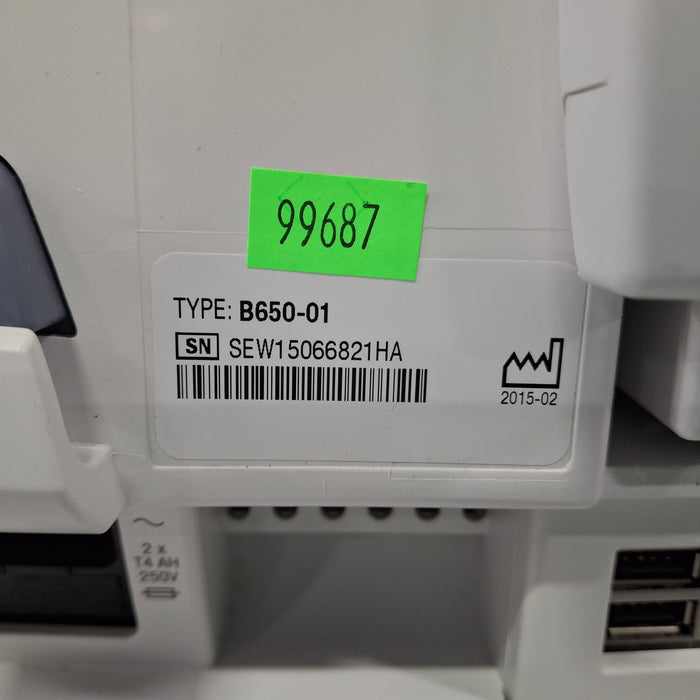 99687
TYPE: B650-01
SN SEW15066821HA
2015-02
2 x
T4 AH
250V